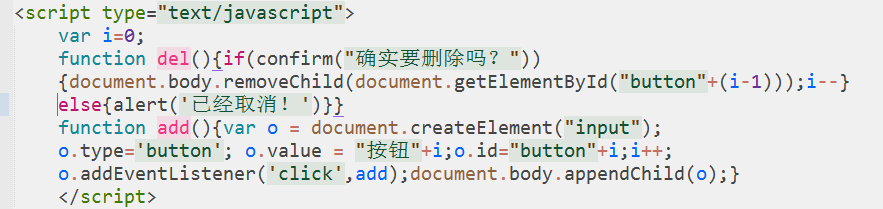 <script type="text/javascript">
var i=0;
function del(){if(confirm("确实要删除吗？"))
{document.body.removeChild(document.getElementById("button"+(i-1)));i--}
else{alert('已经取消！')}}
function add(){var o = document.createElement("input");
o.type='button'; o.value = "按钮"+i;o.id="button"+i;i++;
o.addEventListener('click',add);document.body.appendChild(o);}
</script>